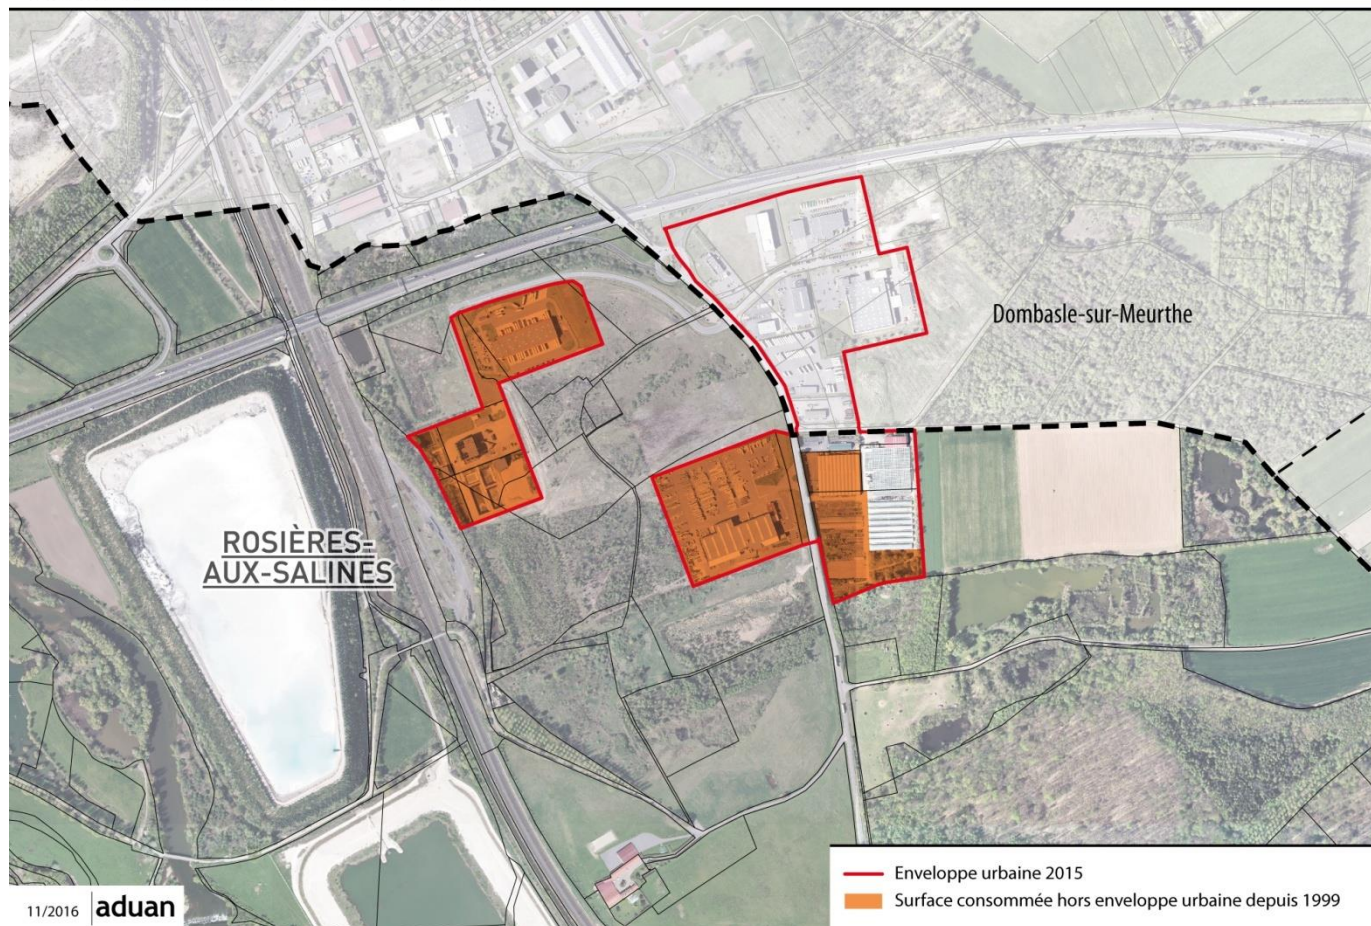 Dombasle-sur-Meurthe
ROSIÈRES-
AUX-SALINES
Enveloppe urbaine 2015
Surface consommée hors enveloppe urbaine depuis 1999
11/2016 aduan